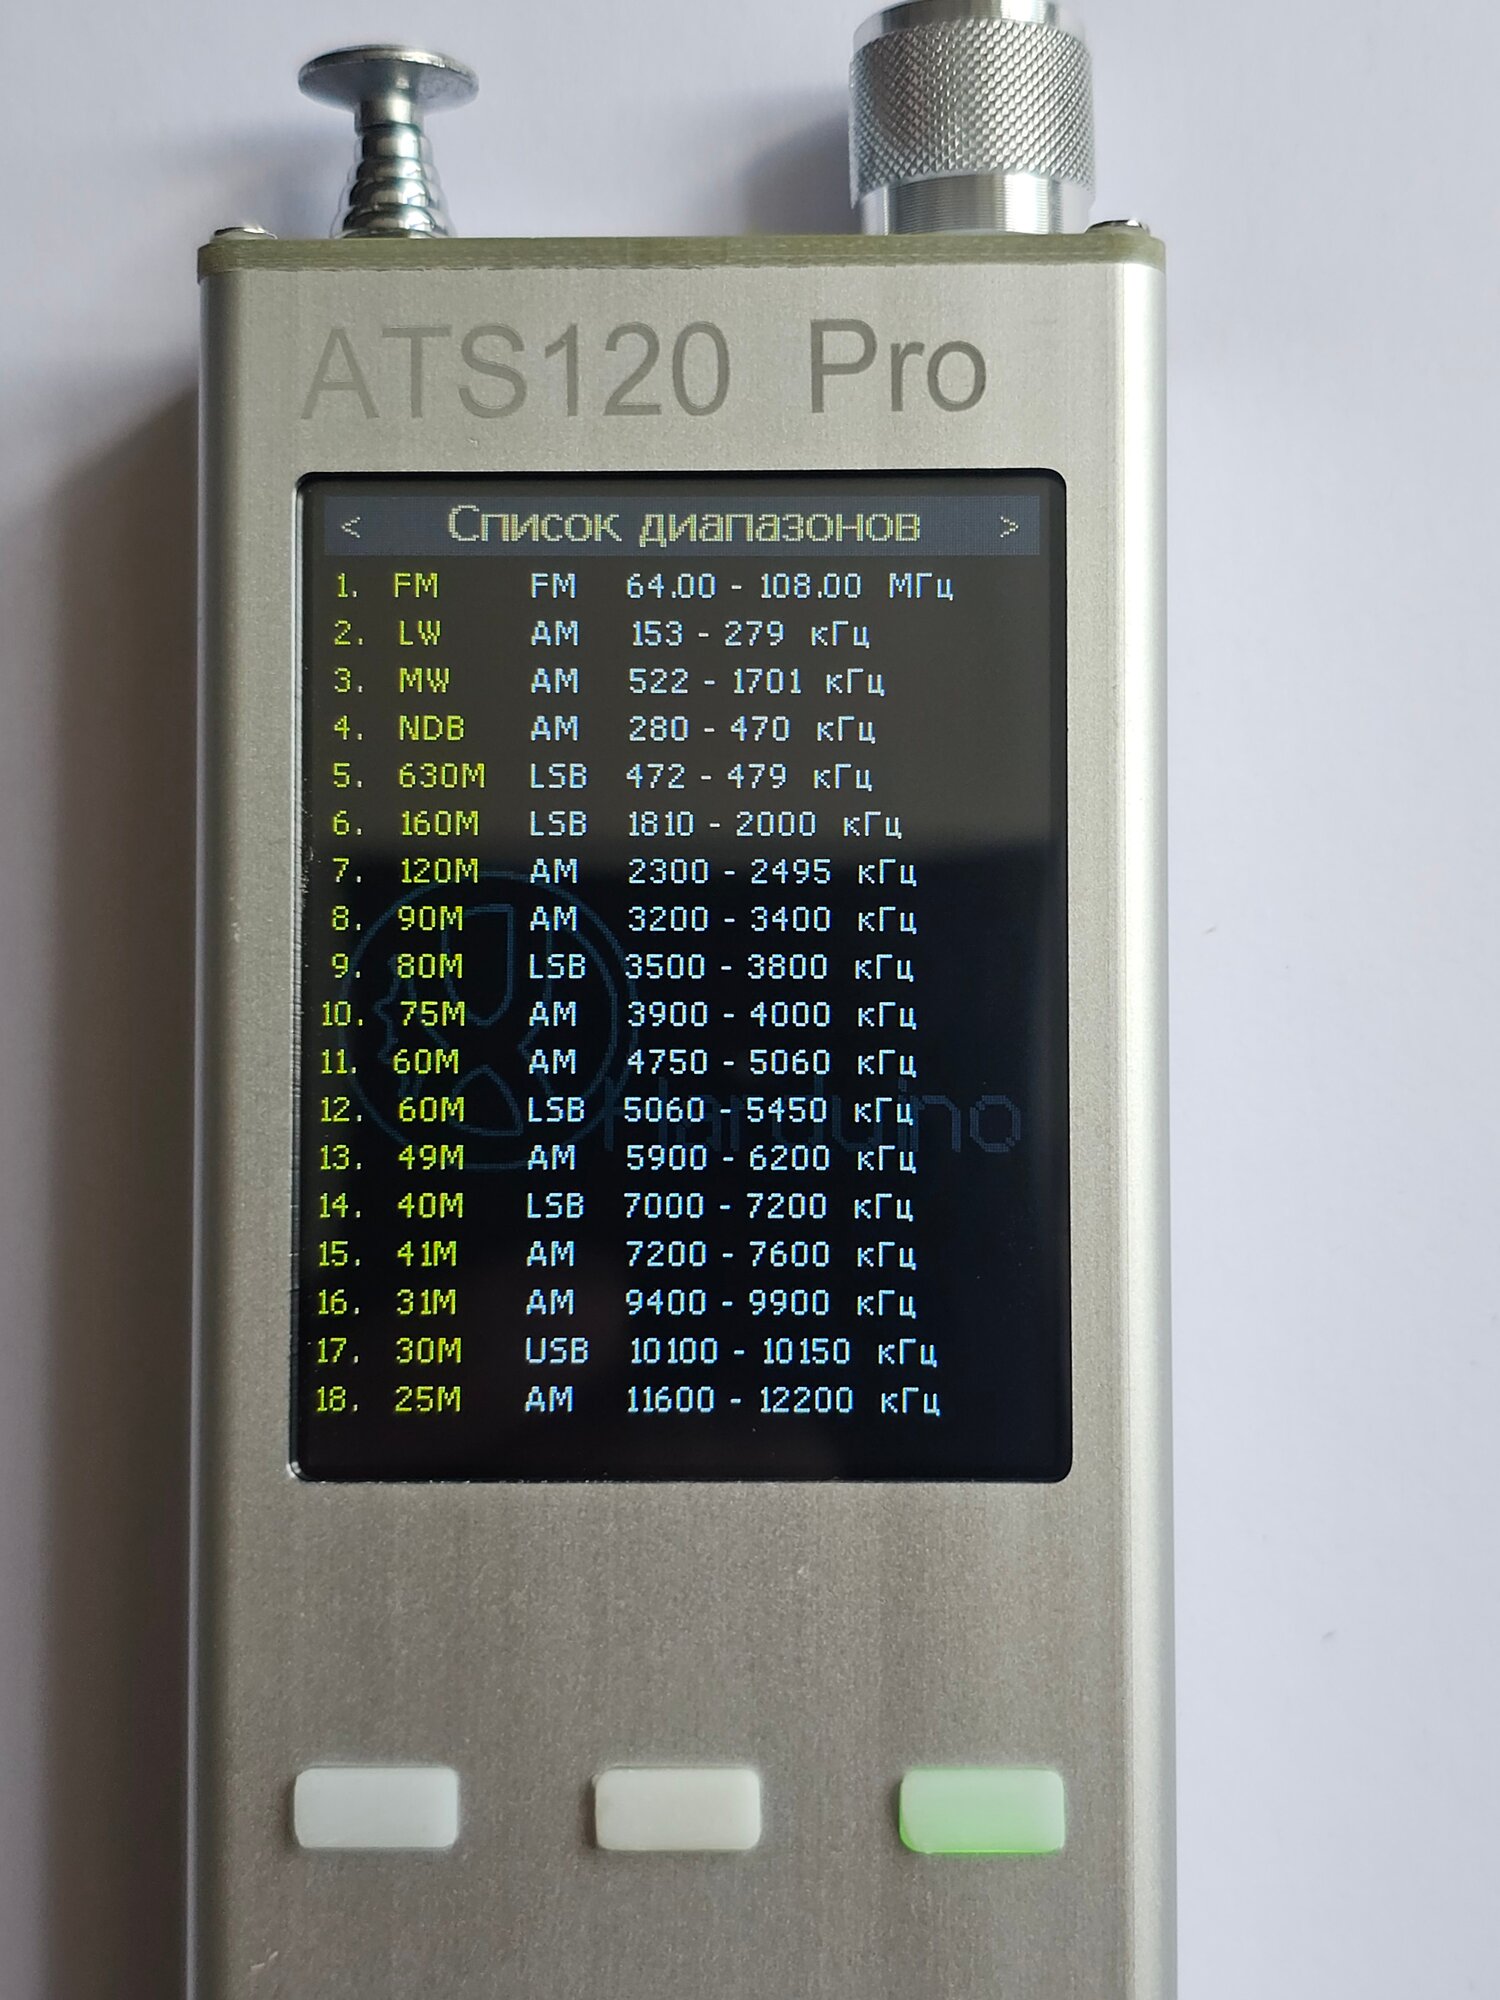 ATS120 Pro
< Список диапазонов >
1. FM FM 64.00 - 108.00 МГц
2. LW AM 153 - 279 кГц
3. MW AM 522 - 1701 кГц
4. NDB AM 280 - 470 кГц
5. 630M LSB 472 - 479 кГц
6. 160M LSB 1810 - 2000 кГц
7. 120M AM 2300 - 2495 кГц
8. 90M AM 3200 - 3400 кГц
9. 80M LSB 3500 - 3800 кГц
10. 75M AM 3900 - 4000 кГц
11. 60M AM 4750 - 5060 кГц
12. 60M LSB 5060 - 5450 кГц
Harduino
13. 49M AM 5900 - 6200 кГц
14. 40M LSB 7000 - 7200 кГц
15. 41M AM 7200 - 7600 кГц
16. 31M AM 9400 - 9900 кГц
17. 30M USB 10100 - 10150 кГц
18. 25M AM 11600 - 12200 кГц